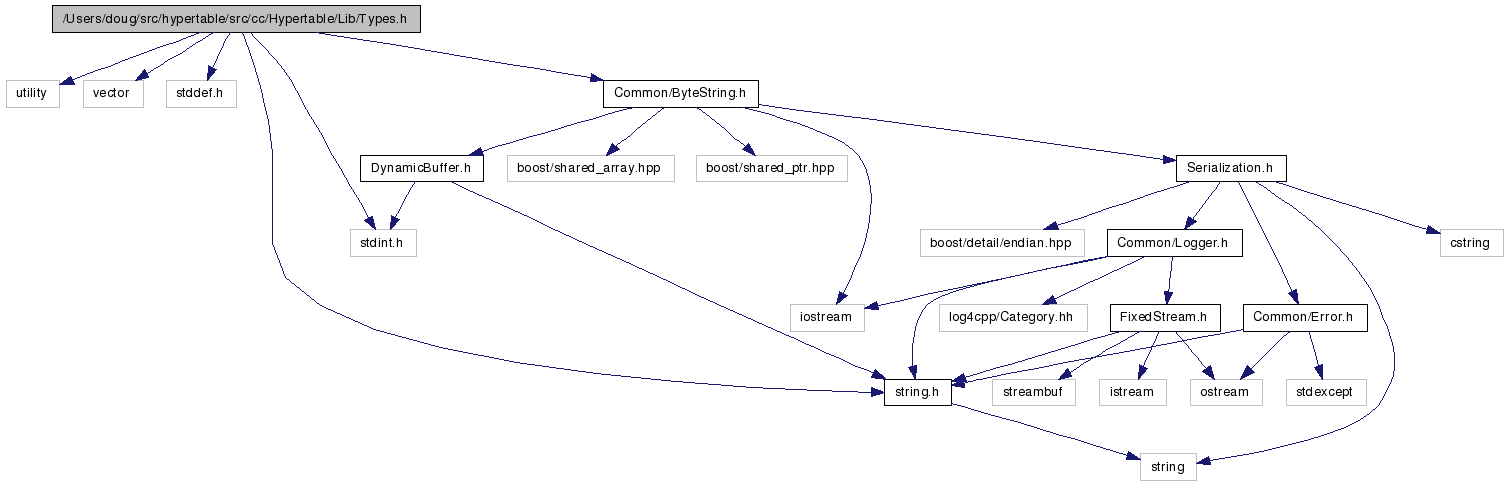 /Users/doug/src/hypertable/src/cc/Hypertable/Lib/Types.h
utility
vector
stddef.h
Common/ByteString.h
DynamicBuffer.h
boost/shared_array.hpp
boost/shared_ptr.hpp
Serialization.h
stdint.h
boost/detail/endian.hpp
Common/Logger.h
cstring
iostream
log4cpp/Category.hh
FixedStream.h
Common/Error.h
string.h
streambuf
istream
ostream
stdexcept
string